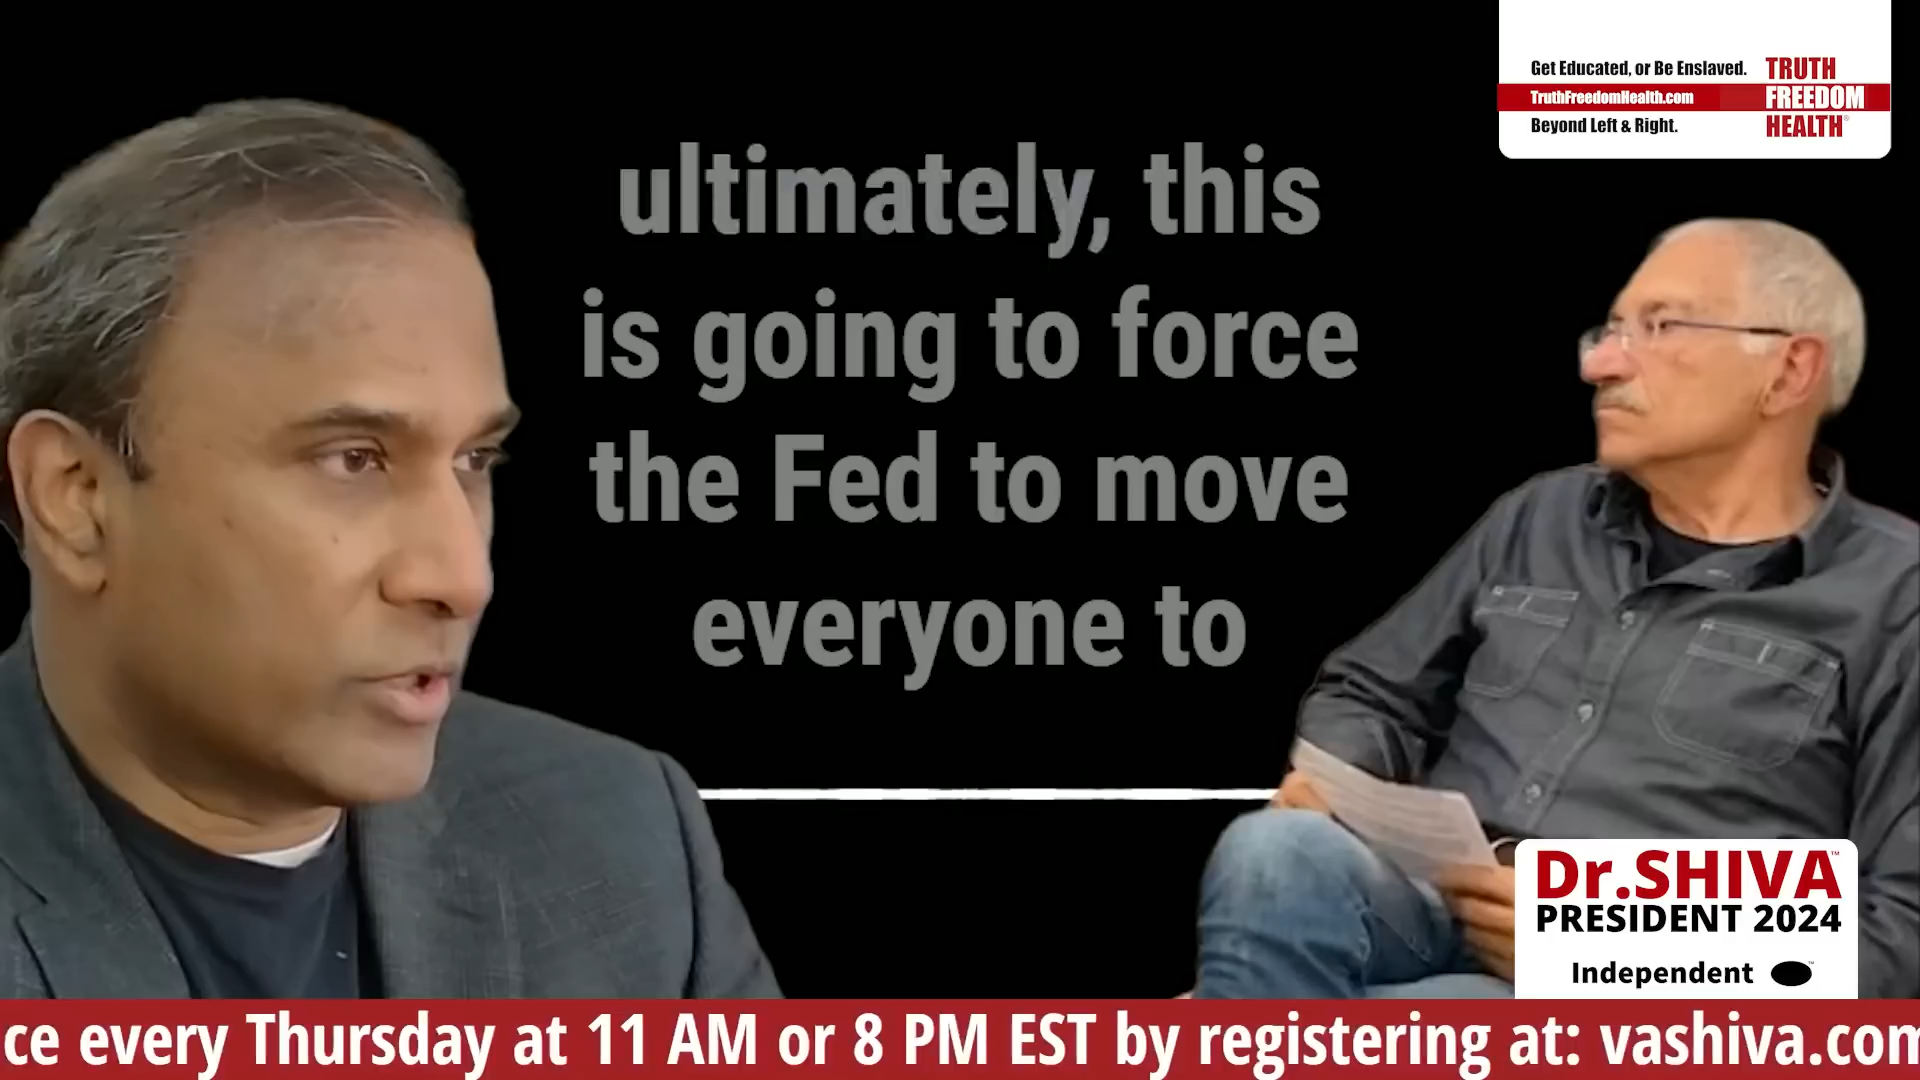 Get Educated, or Be Enslaved.
TruthFreedomHealth.com
Beyond Left & Right.
TRUTH
FREEDOM
HEALTH®
ultimately, this
is going to force
the Fed to move
everyone to
Dr.SHIVA™
PRESIDENT 2024
Independent
ce every Thursday at 11 AM or 8 PM EST by registering at: vashiva.com